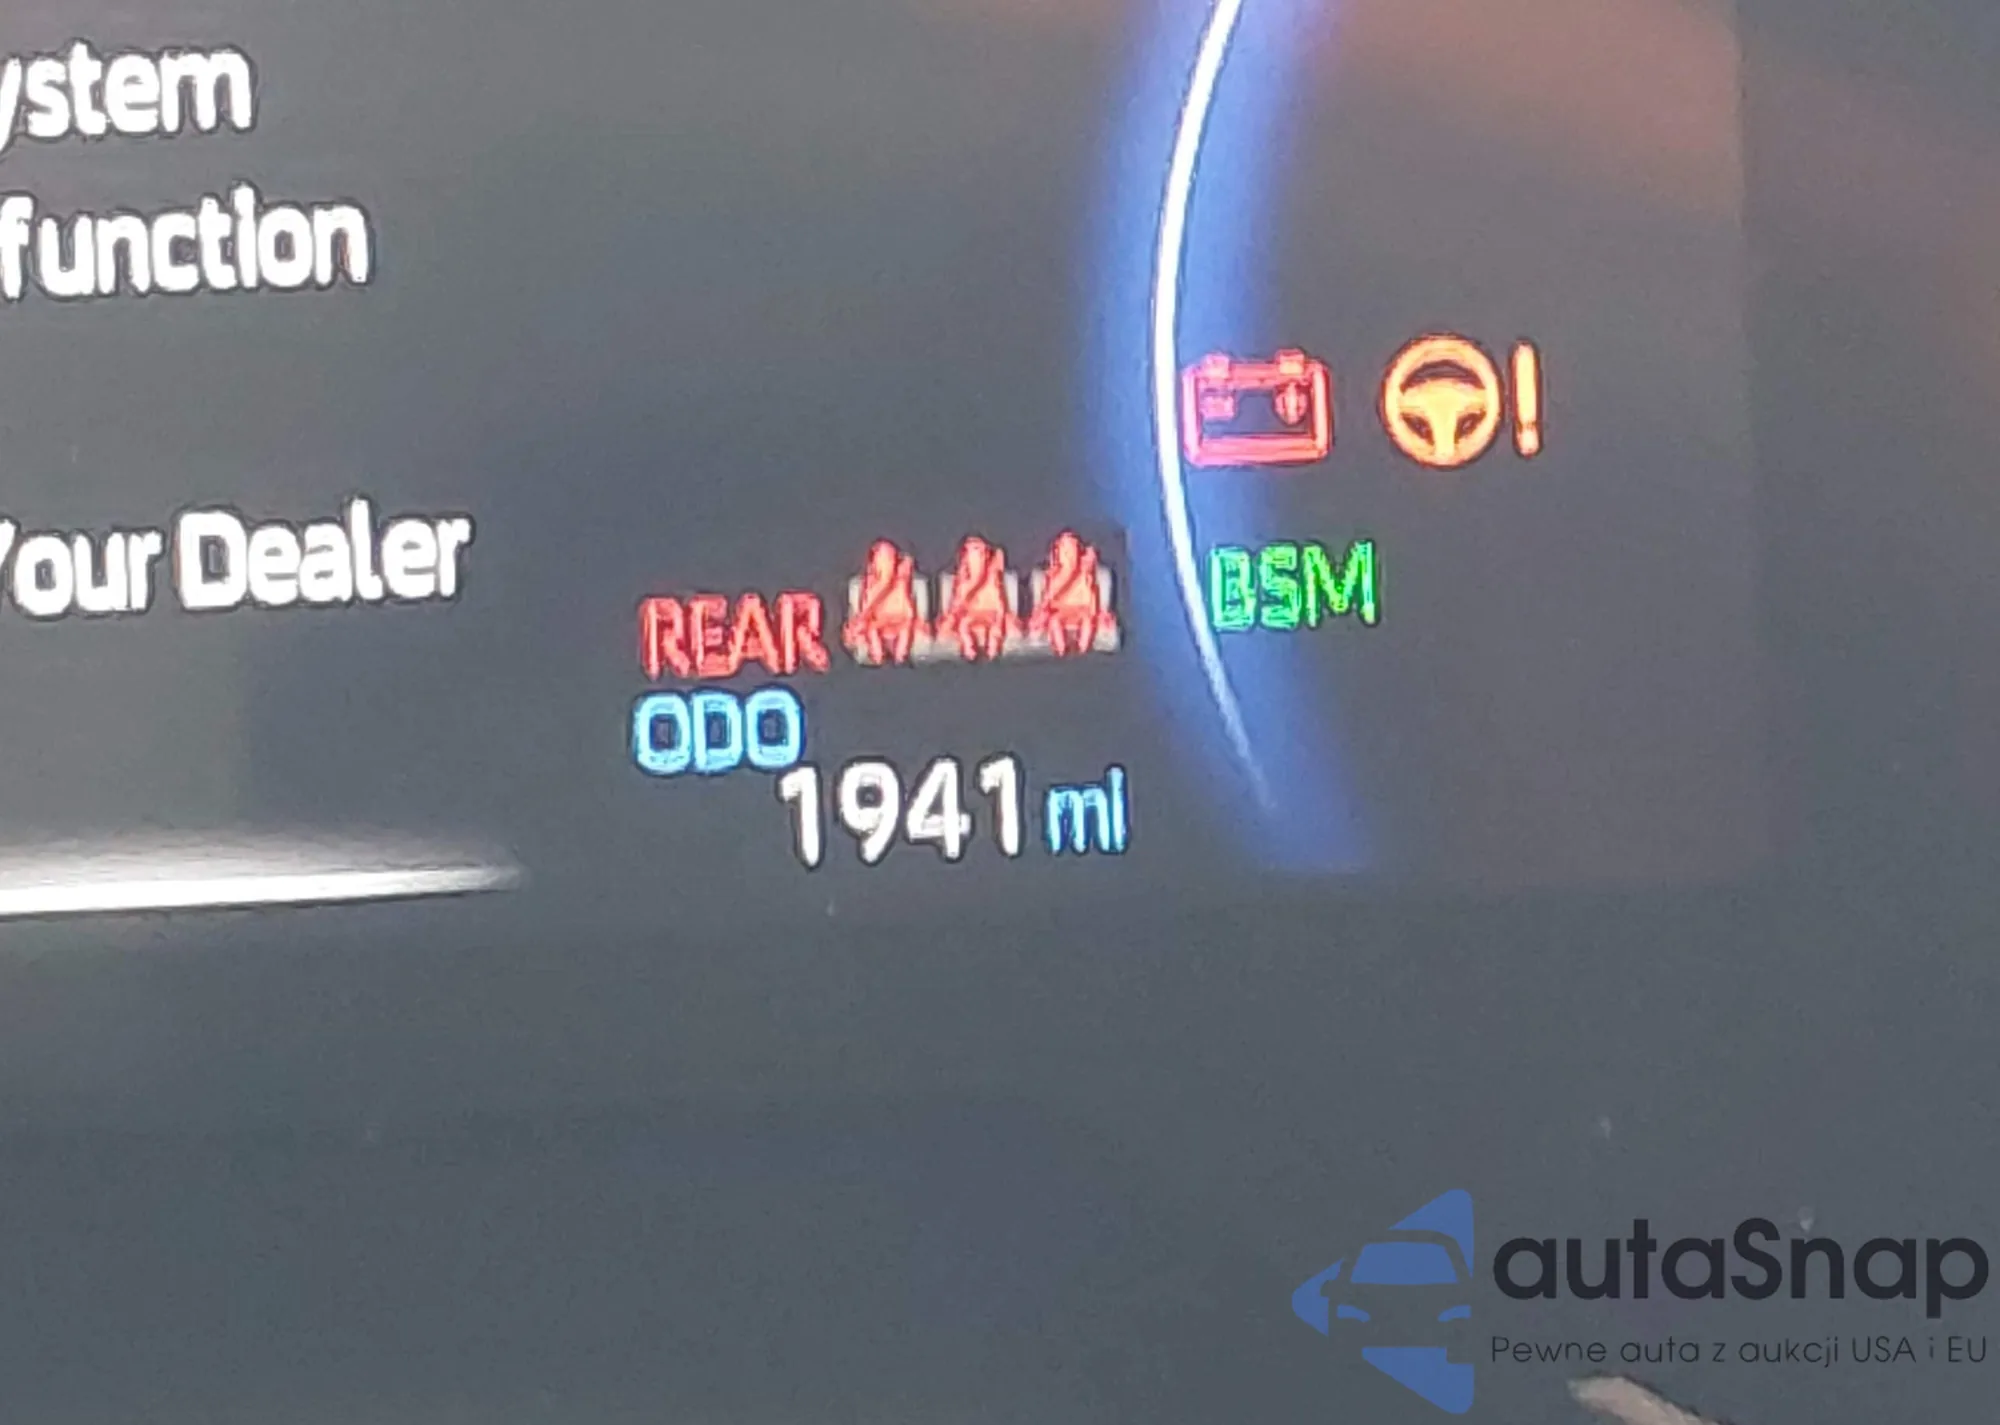 ystem
function
Your Dealer
BSM
REAR
ODO
1941 mi
autaSnap
Pewne auta z aukcji USA i EU